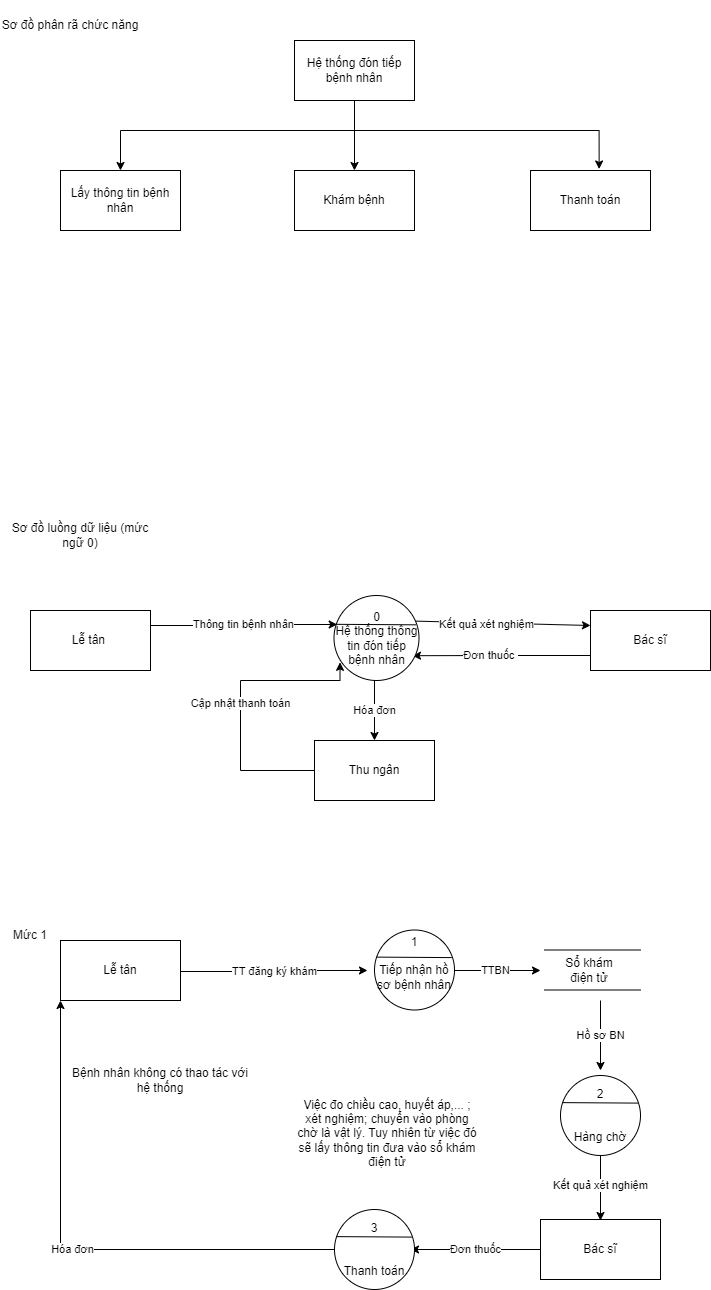 Sơ đồ phân rã chức năng
Hệ thống đón tiếp
bệnh nhân
Lấy thông tin bệnh
nhân
Khám bệnh
Thanh toán
Sơ đồ luồng dữ liệu (mức
ngữ 0)
Lễ tân
Thông tin bệnh nhân
0
Hệ thống thông
tin đón tiếp
bệnh nhân
Kết quả xét nghiệm
Đơn thuốc
Bác sĩ
Cập nhật thanh toán
Hóa đơn
Thu ngân
Mức 1
Lễ tân
TT đăng ký khám
1
Tiếp nhận hồ
sơ bệnh nhân
TTBN
Sổ khám
điện tử
Hồ sơ BN
Bệnh nhân không có thao tác với
hệ thống
Việc đo chiều cao, huyết áp,... ;
xét nghiệm; chuyển vào phòng
chờ là vật lý. Tuy nhiên từ việc đó
sẽ lấy thông tin đưa vào sổ khám
điện tử
2
Hàng chờ
Kết quả xét nghiệm
Bác sĩ
Đơn thuốc
3
Thanh toán
Hóa đơn